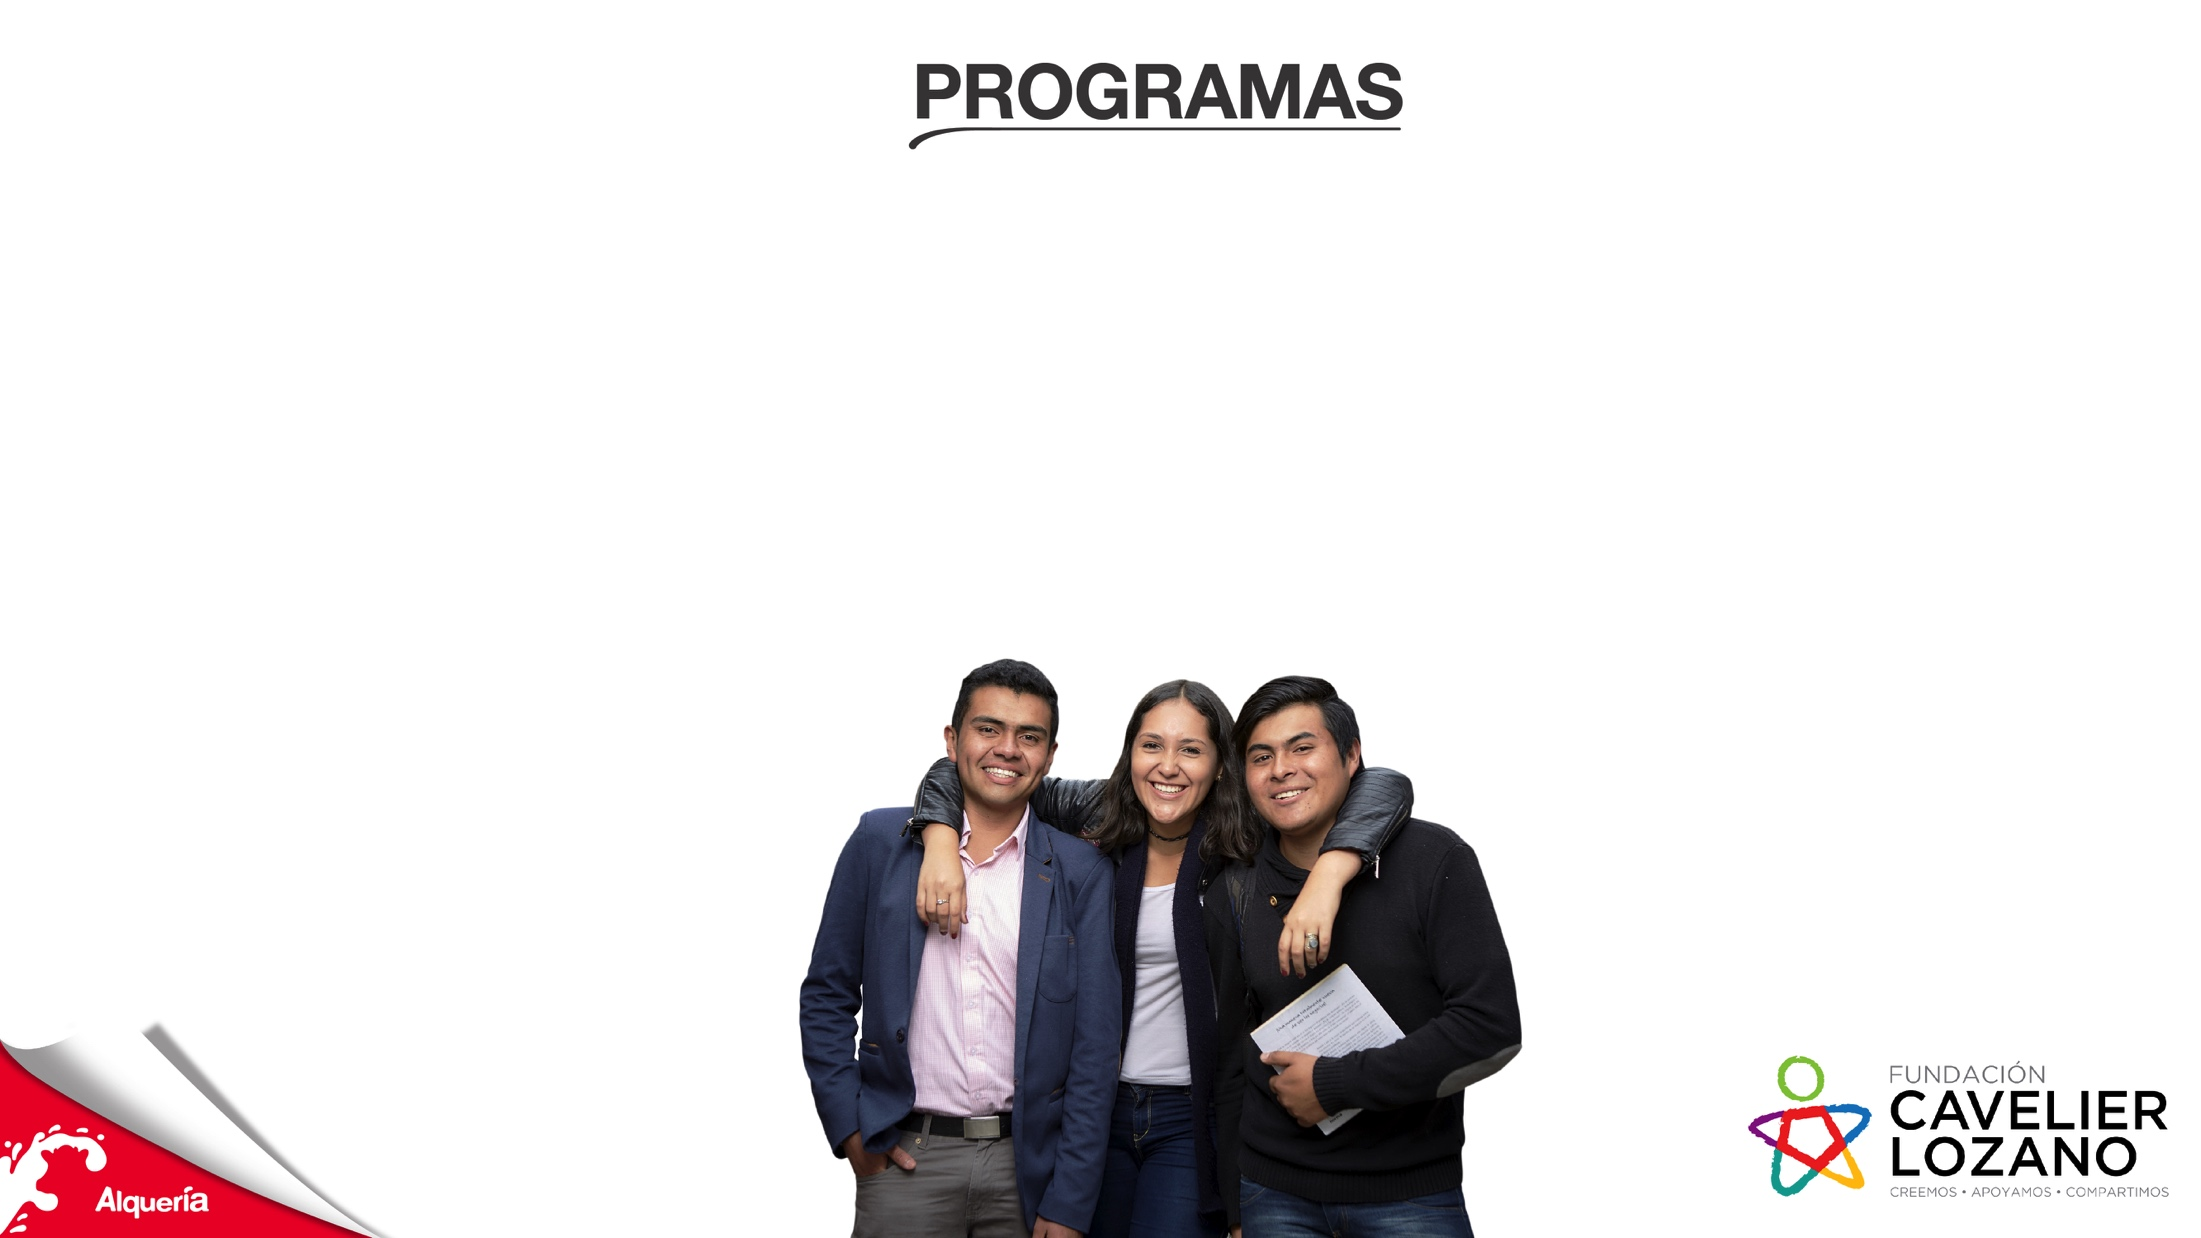 PROGRAMAS
Alquería
FUNDACIÓN
CAVELIER
LOZANO
CREEMOS • APOYAMOS • COMPARTIMOS